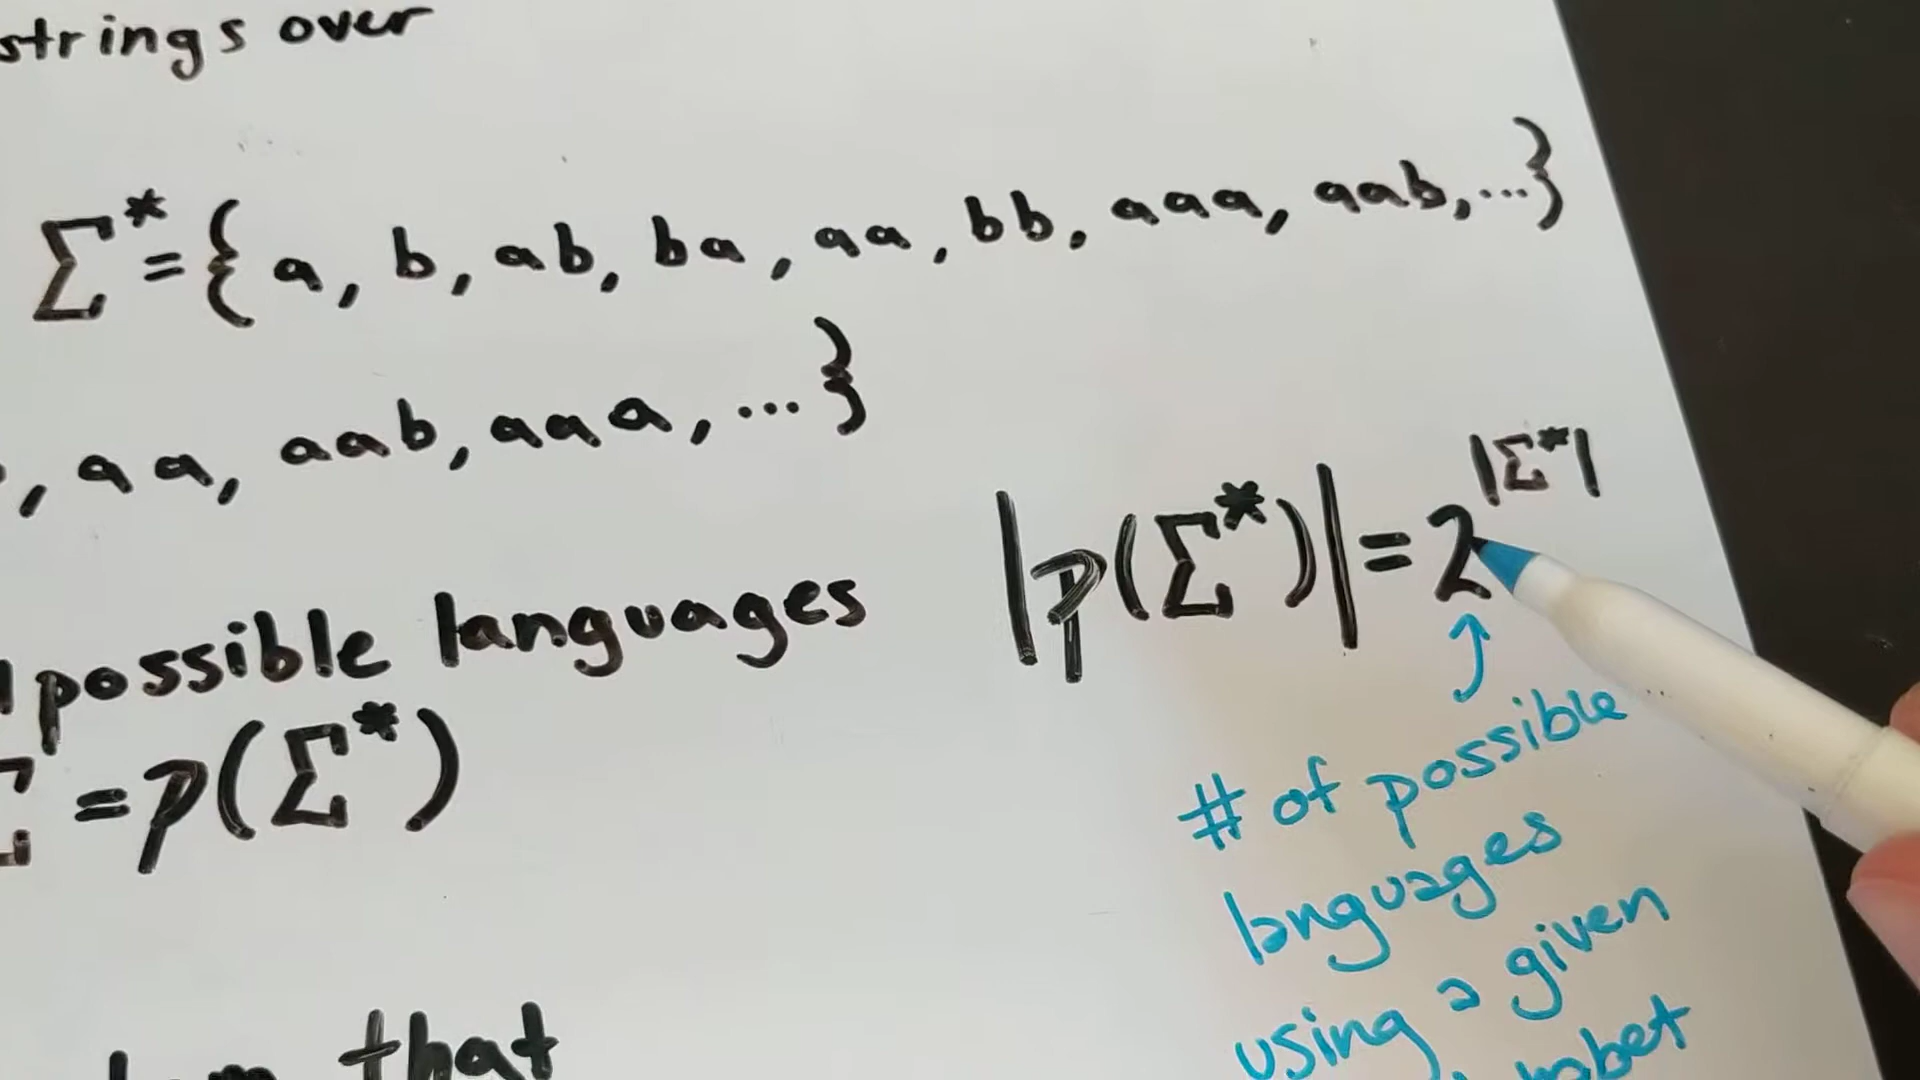 strings over
Σ* = { a, b, ab, ba, aa, bb, aaa, aab, ... }
, aa, aab, aaa, ... }
possible languages
Σ = p(Σ*)
|p(Σ*)| = 2^|Σ*|
# of possible
languages
using a given
that